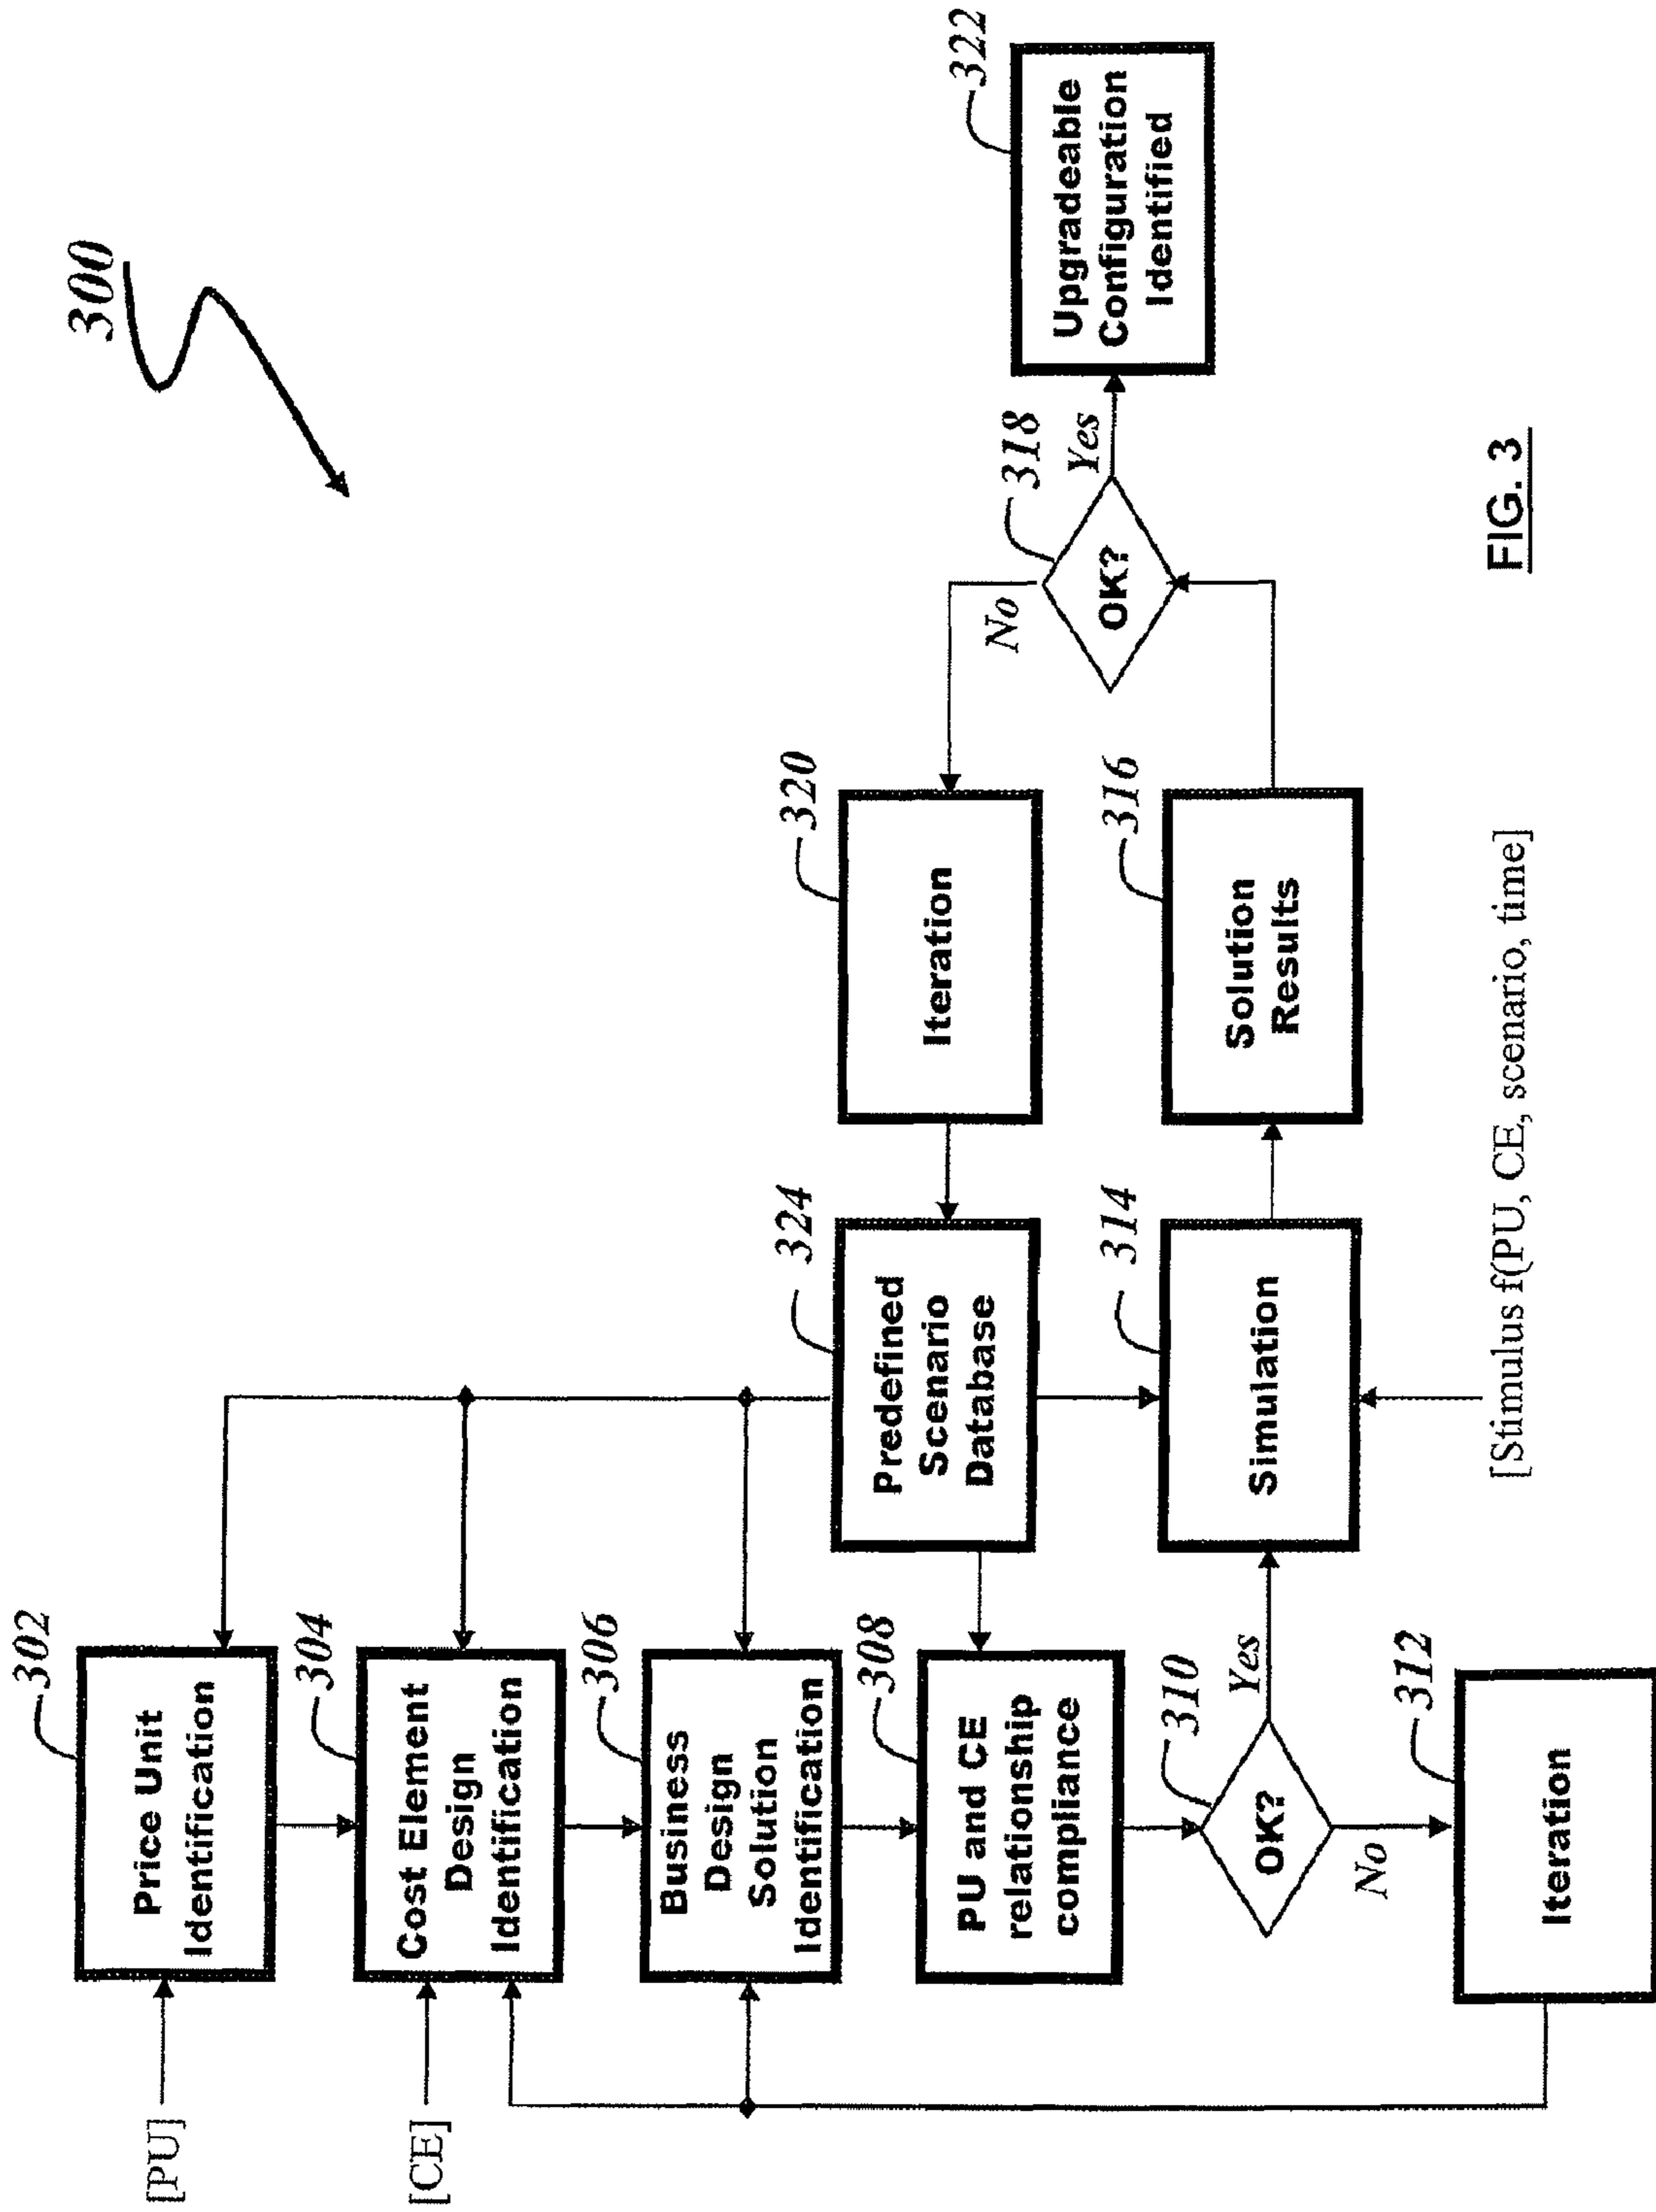 300
302
[PU]
Price Unit
Identification
304
[CE]
Cost Element
Design
Identification
306
Business
Design
Solution
Identification
324
Predefined
Scenario
Database
320
Iteration
No
308
PU and CE
relationship
compliance
318
OK?
Yes
322
Upgradeable
Configuration
Identified
310
OK?
Yes
314
Simulation
316
Solution
Results
No
312
Iteration
[Stimulus f(PU, CE, scenario, time]
FIG. 3